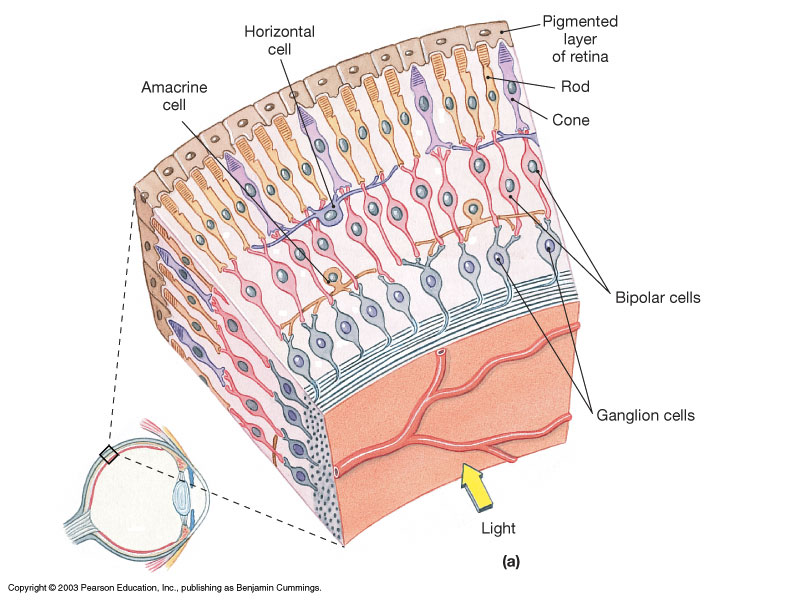 Horizontal
cell
Pigmented
layer
of retina
Amacrine
cell
Rod
Cone
Bipolar cells
Ganglion cells
Light
(a)
Copyright © 2003 Pearson Education, Inc., publishing as Benjamin Cummings.